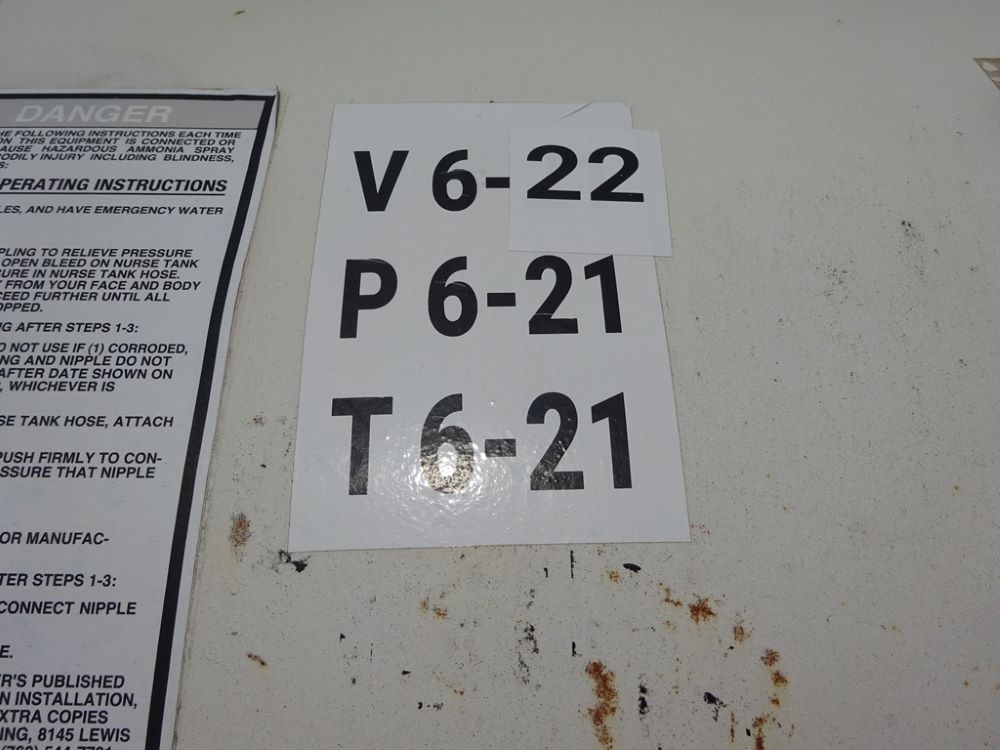 DANGER
HE FOLLOWING INSTRUCTIONS EACH TIME
ON THIS EQUIPMENT IS CONNECTED OR
AUSE HAZARDOUS AMMONIA SPRAY
BODILY INJURY INCLUDING BLINDNESS,
S:
PERATING INSTRUCTIONS
LES, AND HAVE EMERGENCY WATER
PLING TO RELIEVE PRESSURE
OPEN BLEED ON NURSE TANK
SURE IN NURSE TANK HOSE.
Y FROM YOUR FACE AND BODY
CEED FURTHER UNTIL ALL
OPPED.
NG AFTER STEPS 1-3:
O NOT USE IF (1) CORRODED,
NG AND NIPPLE DO NOT
AFTER DATE SHOWN ON
, WHICHEVER IS
SE TANK HOSE, ATTACH
PUSH FIRMLY TO CON-
SSURE THAT NIPPLE
OR MANUFAC-
TER STEPS 1-3:
CONNECT NIPPLE
E.
ER'S PUBLISHED
N INSTALLATION,
XTRA COPIES
ING, 8145 LEWIS
V 6-22
P 6-21
T 6-21